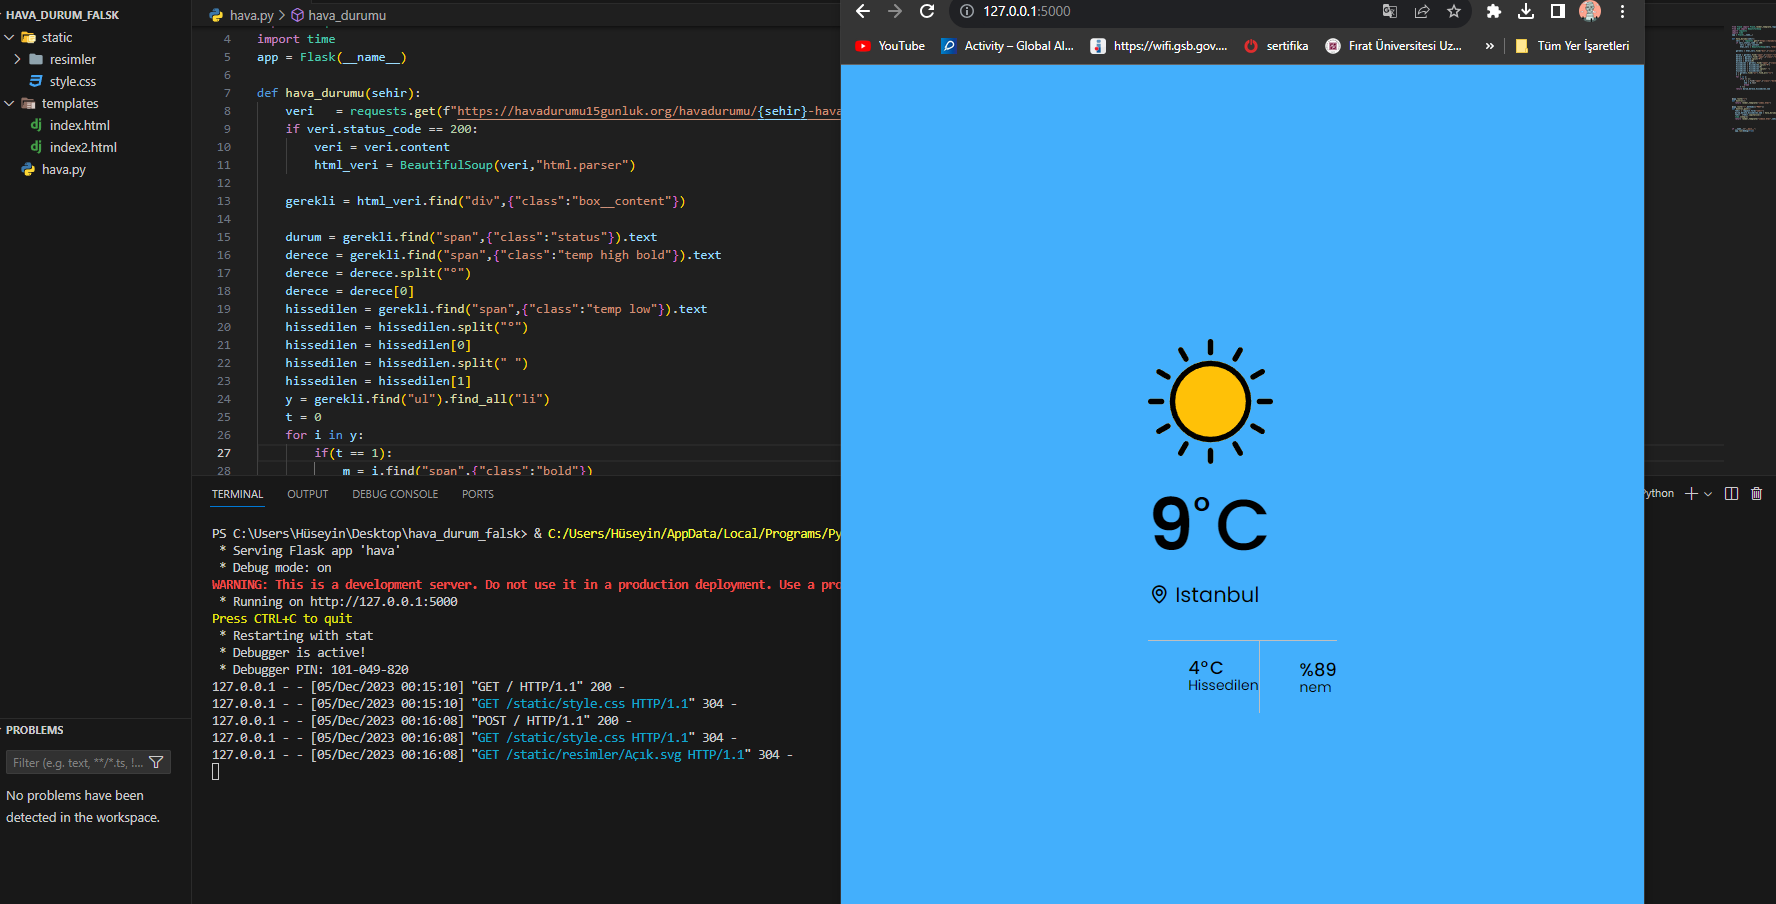 HAVA_DURUM_FALSK
static
resimler
style.css
templates
index.html
index2.html
hava.py
PROBLEMS
Filter (e.g. text, **/*.ts, !...
No problems have been
detected in the workspace.
hava.py > hava_durumu
4 import time
5 app = Flask(__name__)
6
7 def hava_durumu(sehir):
8 veri   = requests.get(f"https://havadurumu15gunluk.org/havadurumu/{sehir}-hava
9 if veri.status_code == 200:
10 veri = veri.content
11 html_veri = BeautifulSoup(veri,"html.parser")
12
13 gerekli = html_veri.find("div",{"class":"box__content"})
14
15 durum = gerekli.find("span",{"class":"status"}).text
16 derece = gerekli.find("span",{"class":"temp high bold"}).text
17 derece = derece.split("°")
18 derece = derece[0]
19 hissedilen = gerekli.find("span",{"class":"temp low"}).text
20 hissedilen = hissedilen.split("°")
21 hissedilen = hissedilen[0]
22 hissedilen = hissedilen.split(" ")
23 hissedilen = hissedilen[1]
24 y = gerekli.find("ul").find_all("li")
25 t = 0
26 for i in y:
27 if(t == 1):
28 m = i.find("span",{"class":"bold"})
TERMINAL OUTPUT DEBUG CONSOLE PORTS
PS C:\Users\Hüseyin\Desktop\hava_durum_falsk> & C:/Users/Hüseyin/AppData/Local/Programs/Py
* Serving Flask app 'hava'
* Debug mode: on
WARNING: This is a development server. Do not use it in a production deployment. Use a pro
* Running on http://127.0.0.1:5000
Press CTRL+C to quit
* Restarting with stat
* Debugger is active!
* Debugger PIN: 101-049-820
127.0.0.1 - - [05/Dec/2023 00:15:10] "GET / HTTP/1.1" 200 -
127.0.0.1 - - [05/Dec/2023 00:15:10] "GET /static/style.css HTTP/1.1" 304 -
127.0.0.1 - - [05/Dec/2023 00:16:08] "POST / HTTP/1.1" 200 -
127.0.0.1 - - [05/Dec/2023 00:16:08] "GET /static/style.css HTTP/1.1" 304 -
127.0.0.1 - - [05/Dec/2023 00:16:08] "GET /static/resimler/Açık.svg HTTP/1.1" 304 -
127.0.0.1:5000
YouTube Activity – Global Al... https://wifi.gsb.gov.... sertifika Fırat Üniversitesi Uz... » Tüm Yer İşaretleri
9°C
Istanbul
4°C
Hissedilen
%89
nem
ython